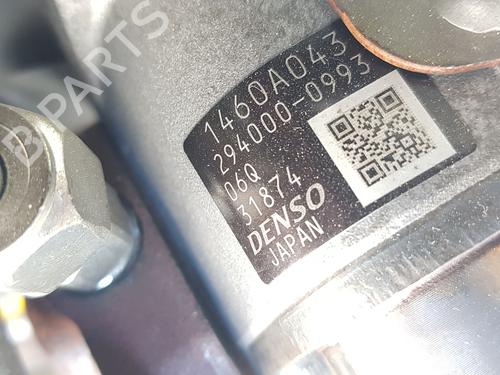 1460A043
294000-0993
06Q
31874
DENSO
JAPAN
B-PARTS